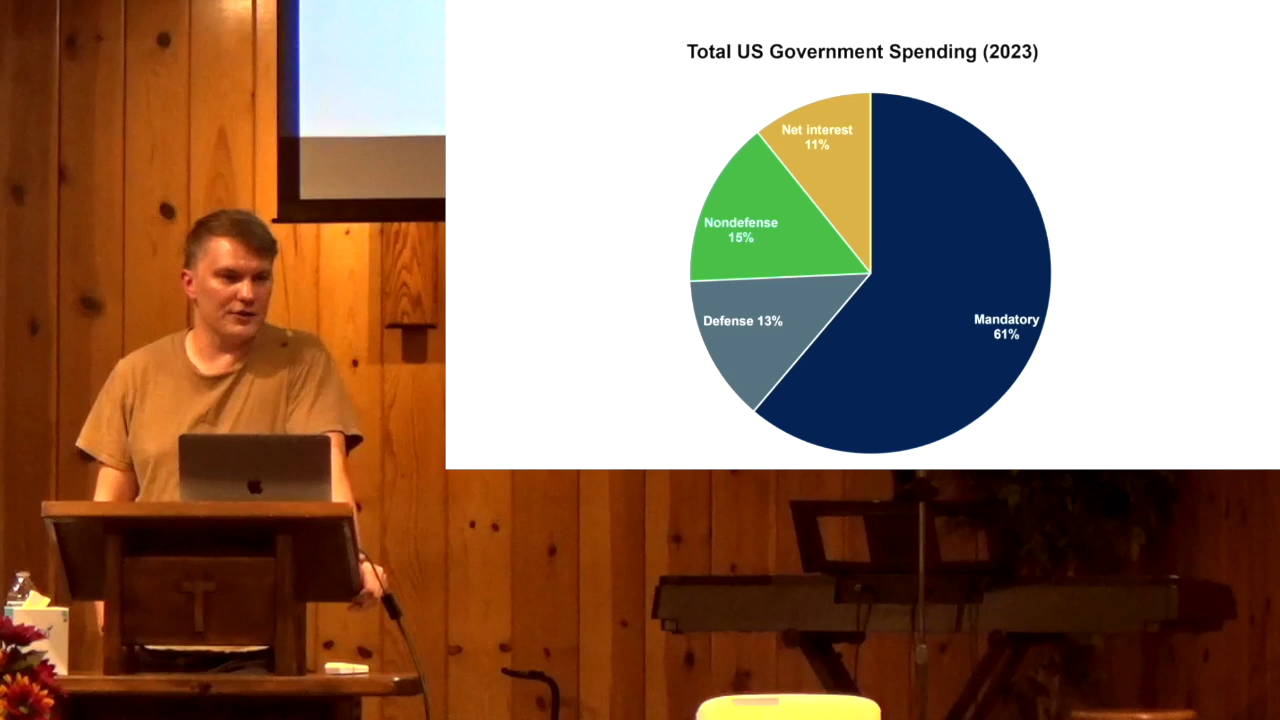 Total US Government Spending (2023)
Net interest
11%
Nondefense
15%
Defense 13%
Mandatory
61%